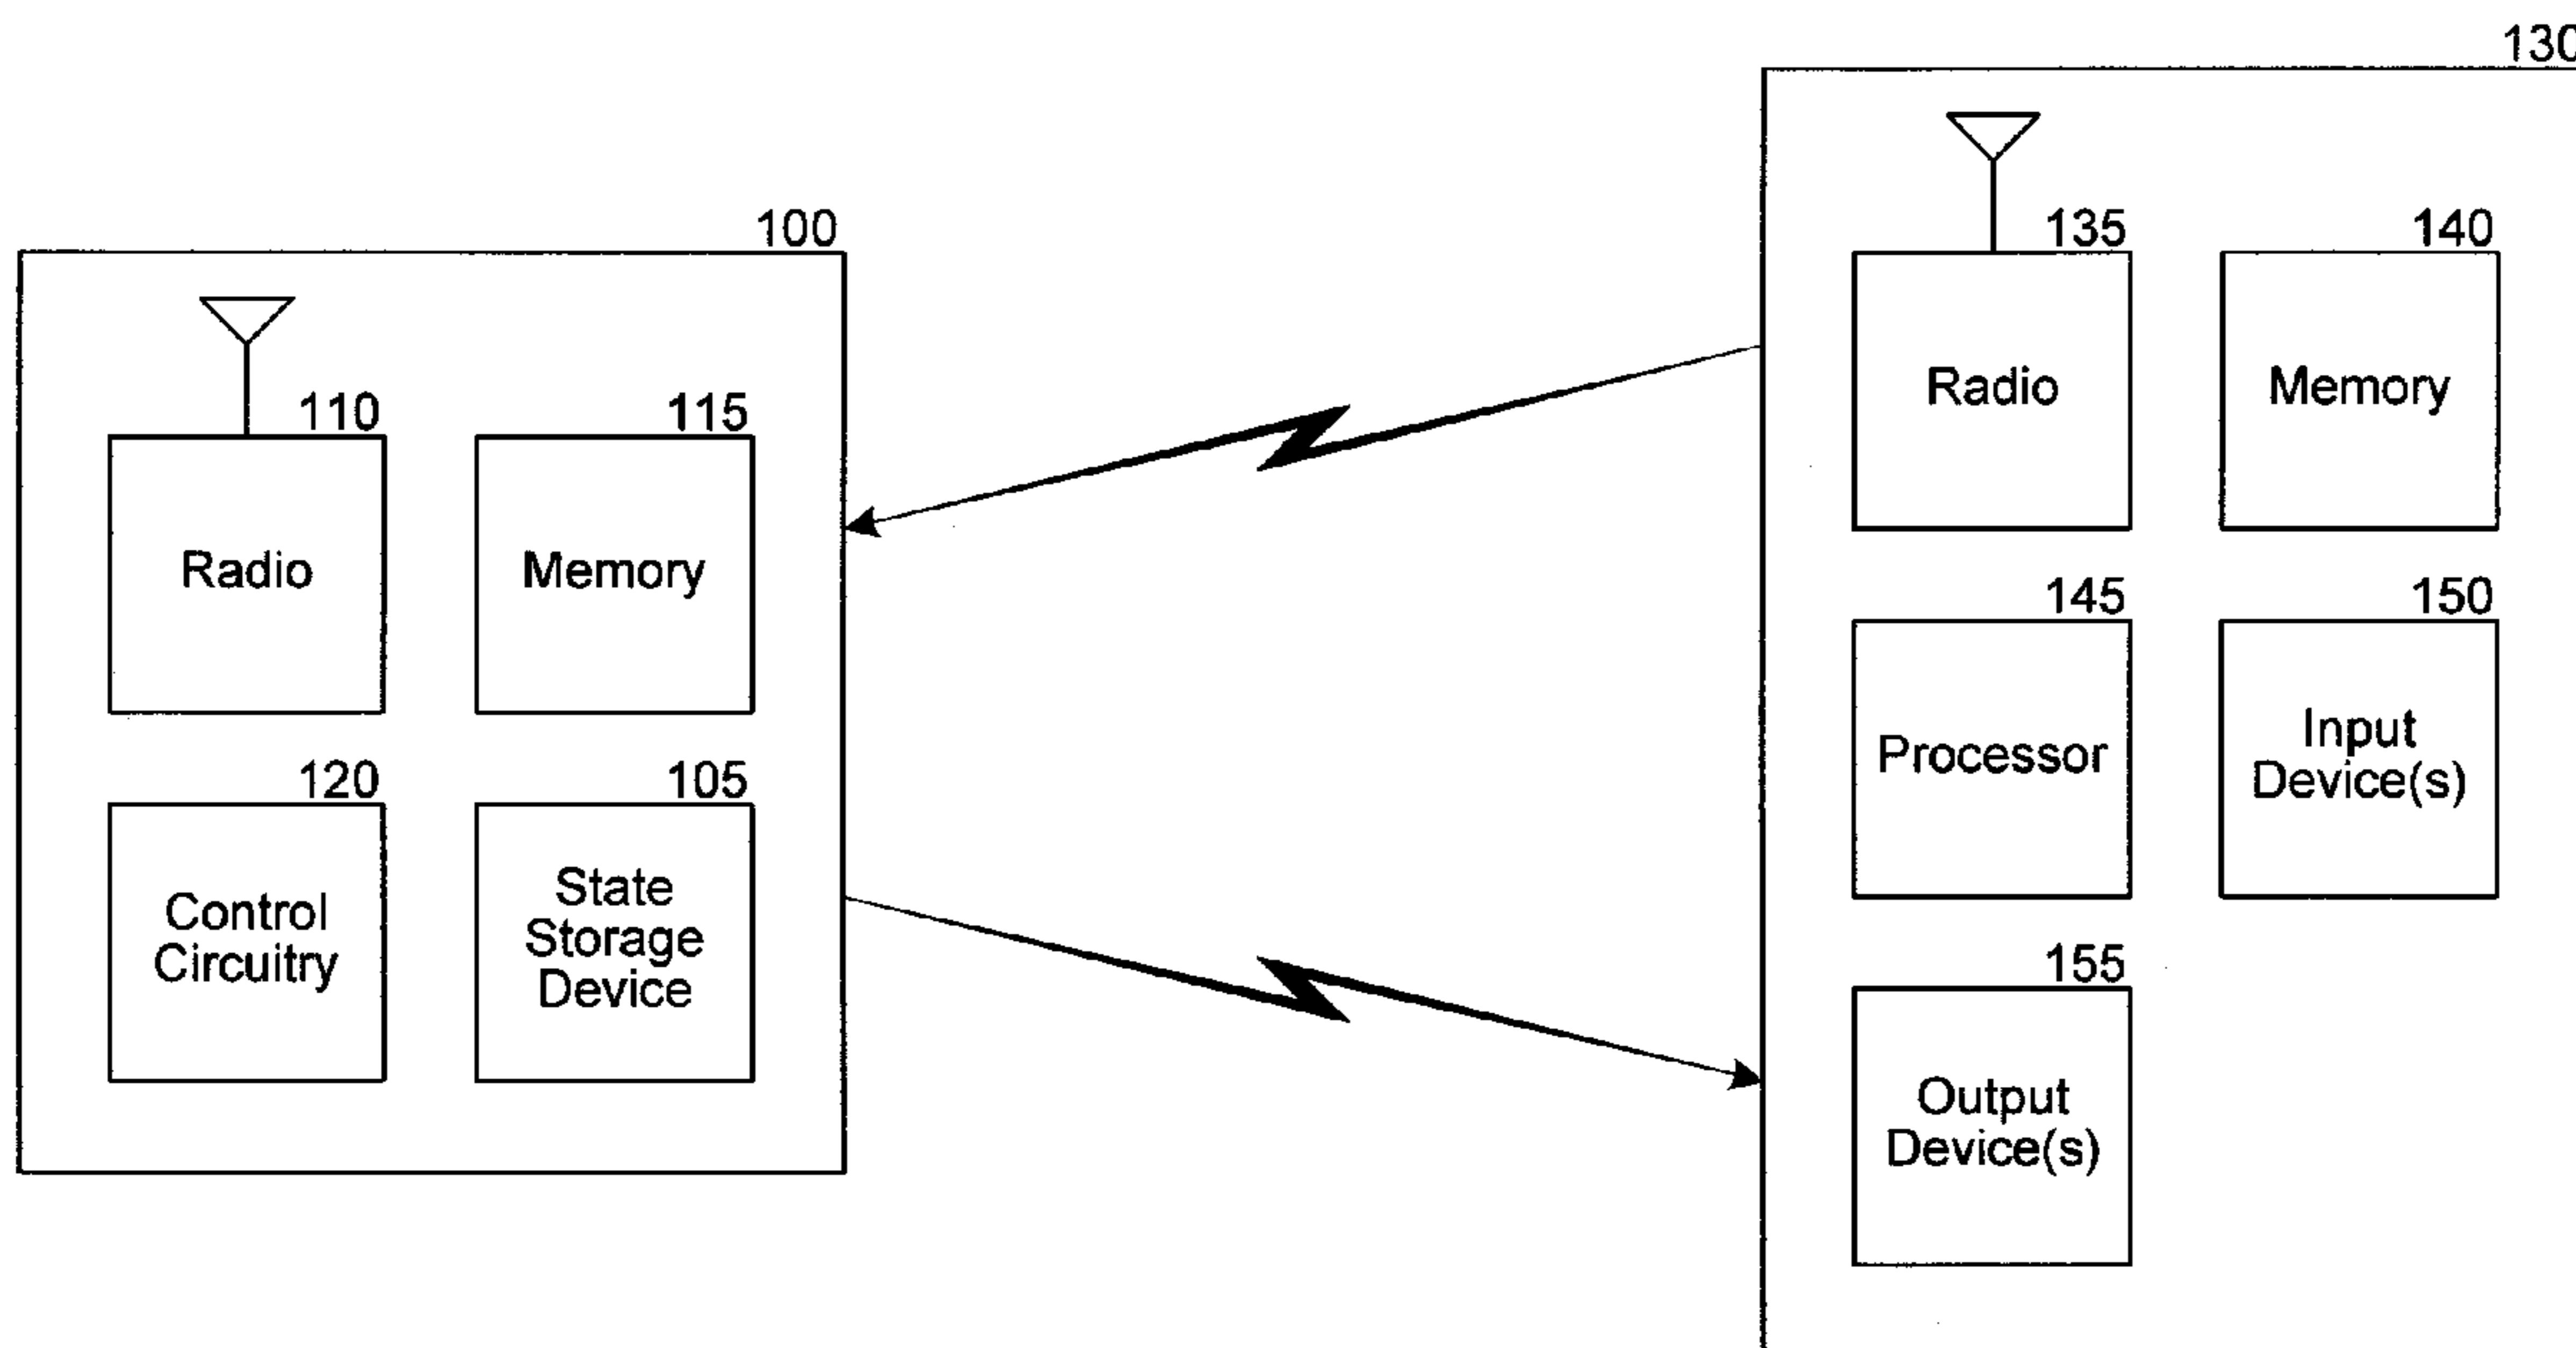 130
100
135
140
110
115
Radio
Memory
Radio
Memory
145
150
120
105
Processor
Input
Device(s)
Control
Circuitry
State
Storage
Device
155
Output
Device(s)